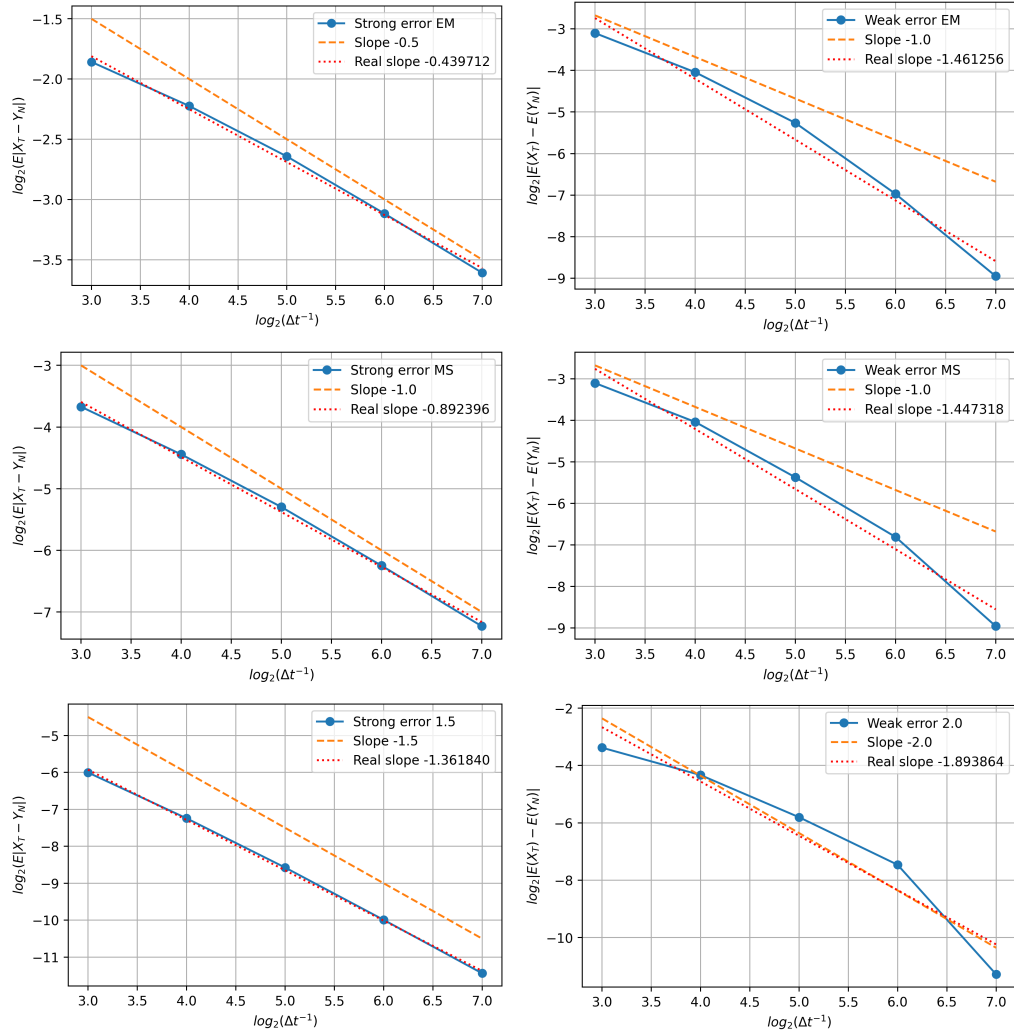 −1.5
−2.0
−2.5
−3.0
−3.5
3.0 3.5 4.0 4.5 5.0 5.5 6.0 6.5 7.0
log₂(Δt⁻¹)
log₂(E|X_T − Y_N|)
Strong error EM
Slope -0.5
Real slope -0.439712
−3
−4
−5
−6
−7
−8
−9
3.0 3.5 4.0 4.5 5.0 5.5 6.0 6.5 7.0
log₂(Δt⁻¹)
log₂|E(X_T) − E(Y_N)|
Weak error EM
Slope -1.0
Real slope -1.461256
−3
−4
−5
−6
−7
3.0 3.5 4.0 4.5 5.0 5.5 6.0 6.5 7.0
log₂(Δt⁻¹)
log₂(E|X_T − Y_N|)
Strong error MS
Slope -1.0
Real slope -0.892396
−3
−4
−5
−6
−7
−8
−9
3.0 3.5 4.0 4.5 5.0 5.5 6.0 6.5 7.0
log₂(Δt⁻¹)
log₂|E(X_T) − E(Y_N)|
Weak error MS
Slope -1.0
Real slope -1.447318
−5
−6
−7
−8
−9
−10
−11
3.0 3.5 4.0 4.5 5.0 5.5 6.0 6.5 7.0
log₂(Δt⁻¹)
log₂(E|X_T − Y_N|)
Strong error 1.5
Slope -1.5
Real slope -1.361840
−2
−4
−6
−8
−10
3.0 3.5 4.0 4.5 5.0 5.5 6.0 6.5 7.0
log₂(Δt⁻¹)
log₂|E(X_T) − E(Y_N)|
Weak error 2.0
Slope -2.0
Real slope -1.893864